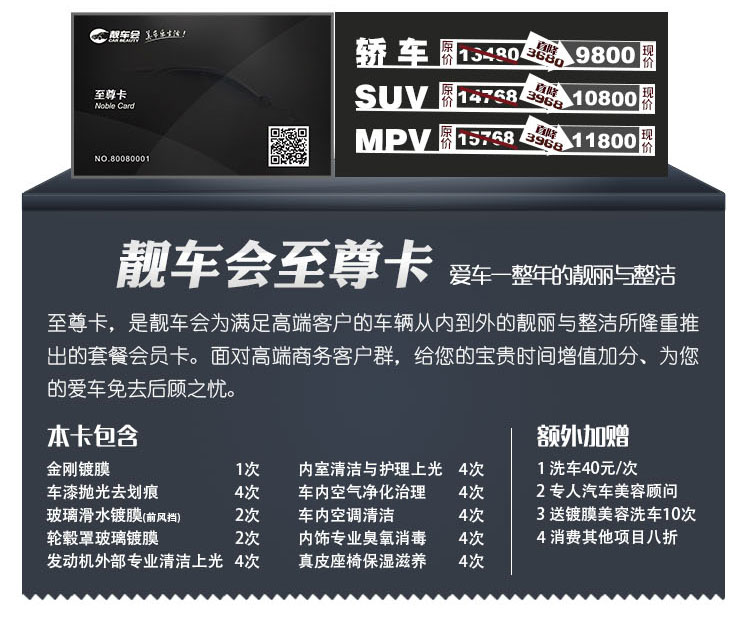 靓车会 美车乐生活!
CAR BEAUTY
至尊卡
Noble Card
NO.80080001
轿车 原价 13480 直降 3680 9800 现价
SUV 原价 14768 直降 3968 10800 现价
MPV 原价 15768 直降 3968 11800 现价
靓车会至尊卡 爱车一整年的靓丽与整洁
至尊卡，是靓车会为满足高端客户的车辆从内到外的靓丽与整洁所隆重推
出的套餐会员卡。面对高端商务客户群，给您的宝贵时间增值加分、为您
的爱车免去后顾之忧。
本卡包含
金刚镀膜 1次
车漆抛光去划痕 4次
玻璃滑水镀膜(前风挡) 2次
轮毂罩玻璃镀膜 2次
发动机外部专业清洁上光 4次
内室清洁与护理上光 4次
车内空气净化治理 4次
车内空调清洁 4次
内饰专业臭氧消毒 4次
真皮座椅保湿滋养 4次
额外加赠
1 洗车40元/次
2 专人汽车美容顾问
3 送镀膜美容洗车10次
4 消费其他项目八折